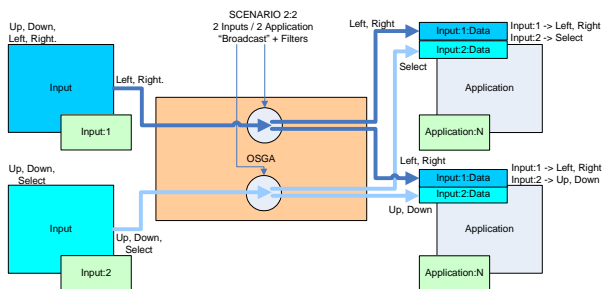 SCENARIO 2:2
2 Inputs / 2 Application
“Broadcast” + Filters
Up, Down,
Left, Right.
Input
Input:1
Left, Right.
Left, Right
Input:1:Data
Input:2:Data
Input:1 -> Left, Right
Input:2 -> Select
Select
Application
Application:N
OSGA
Up, Down,
Select
Input
Input:2
Up, Down,
Select
Left, Right
Input:1:Data
Input:2:Data
Input:1 -> Left, Right
Input:2 -> Up, Down
Up, Down
Application
Application:N